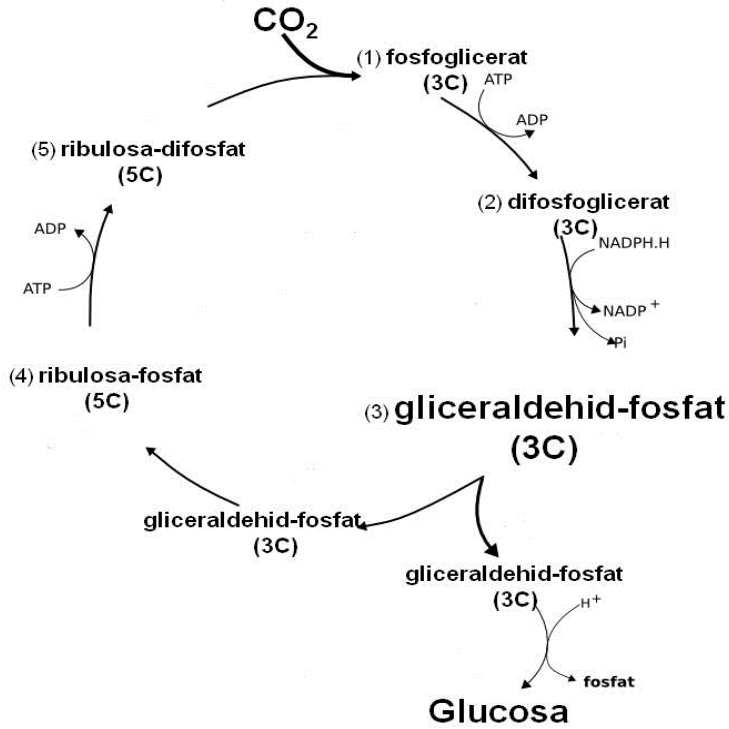 CO2
(1) fosfoglicerat
(3C)
ATP
ADP
(2) difosfoglicerat
(3C)
NADPH.H
NADP +
Pi
(3) gliceraldehid-fosfat
(3C)
gliceraldehid-fosfat
(3C)
H+
fosfat
Glucosa
gliceraldehid-fosfat
(3C)
(4) ribulosa-fosfat
(5C)
ATP
ADP
(5) ribulosa-difosfat
(5C)